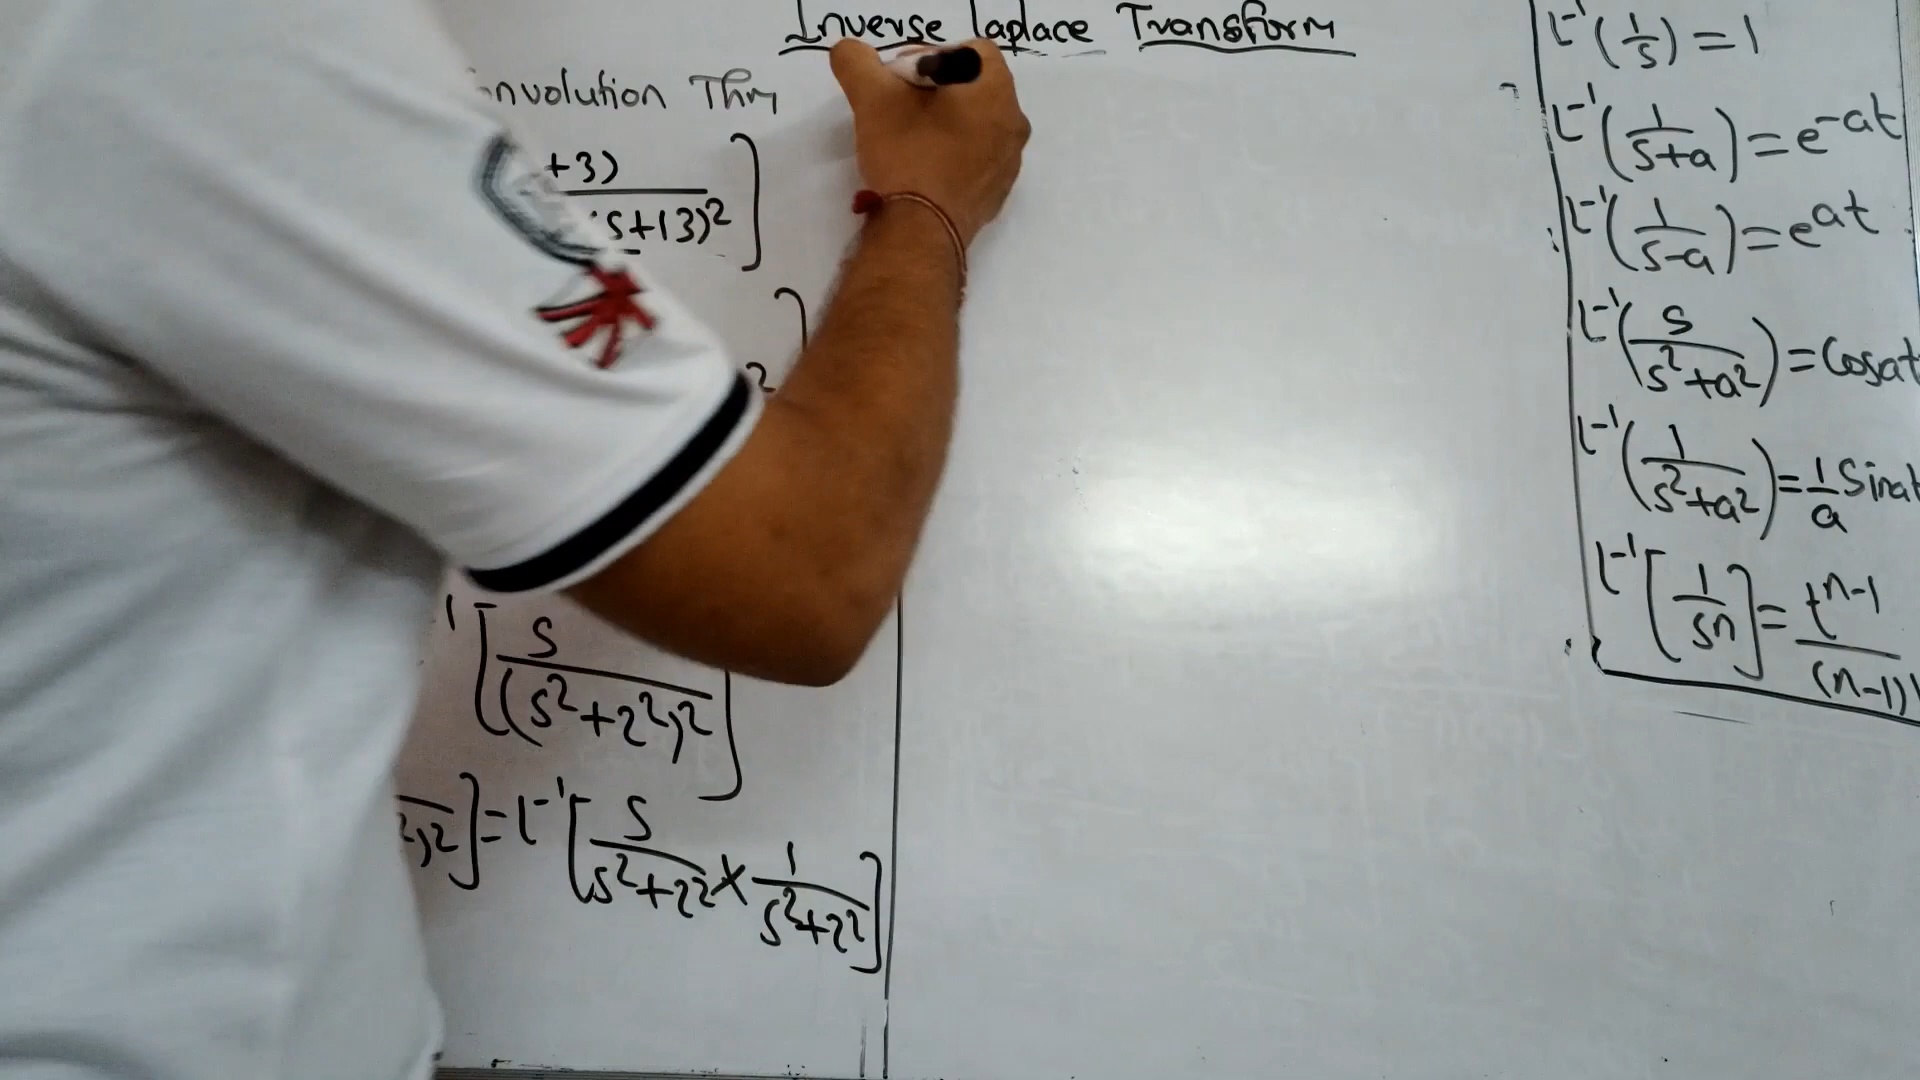 Inverse Laplace Transform
nvolution Thm
+3)
s+13)²]
]
²
⁻¹[s/(s²+2²)²]
²)²] = L⁻¹[s/s²+2² × 1/s²+2²]
L⁻¹(1/s) = 1
L⁻¹(1/s+a) = e^-at
L⁻¹(1/s-a) = e^at
L⁻¹(s/s²+a²) = Cosat
L⁻¹(1/s²+a²) = 1/a Sinat
L⁻¹[1/sn] = t^n-1/(n-1)!